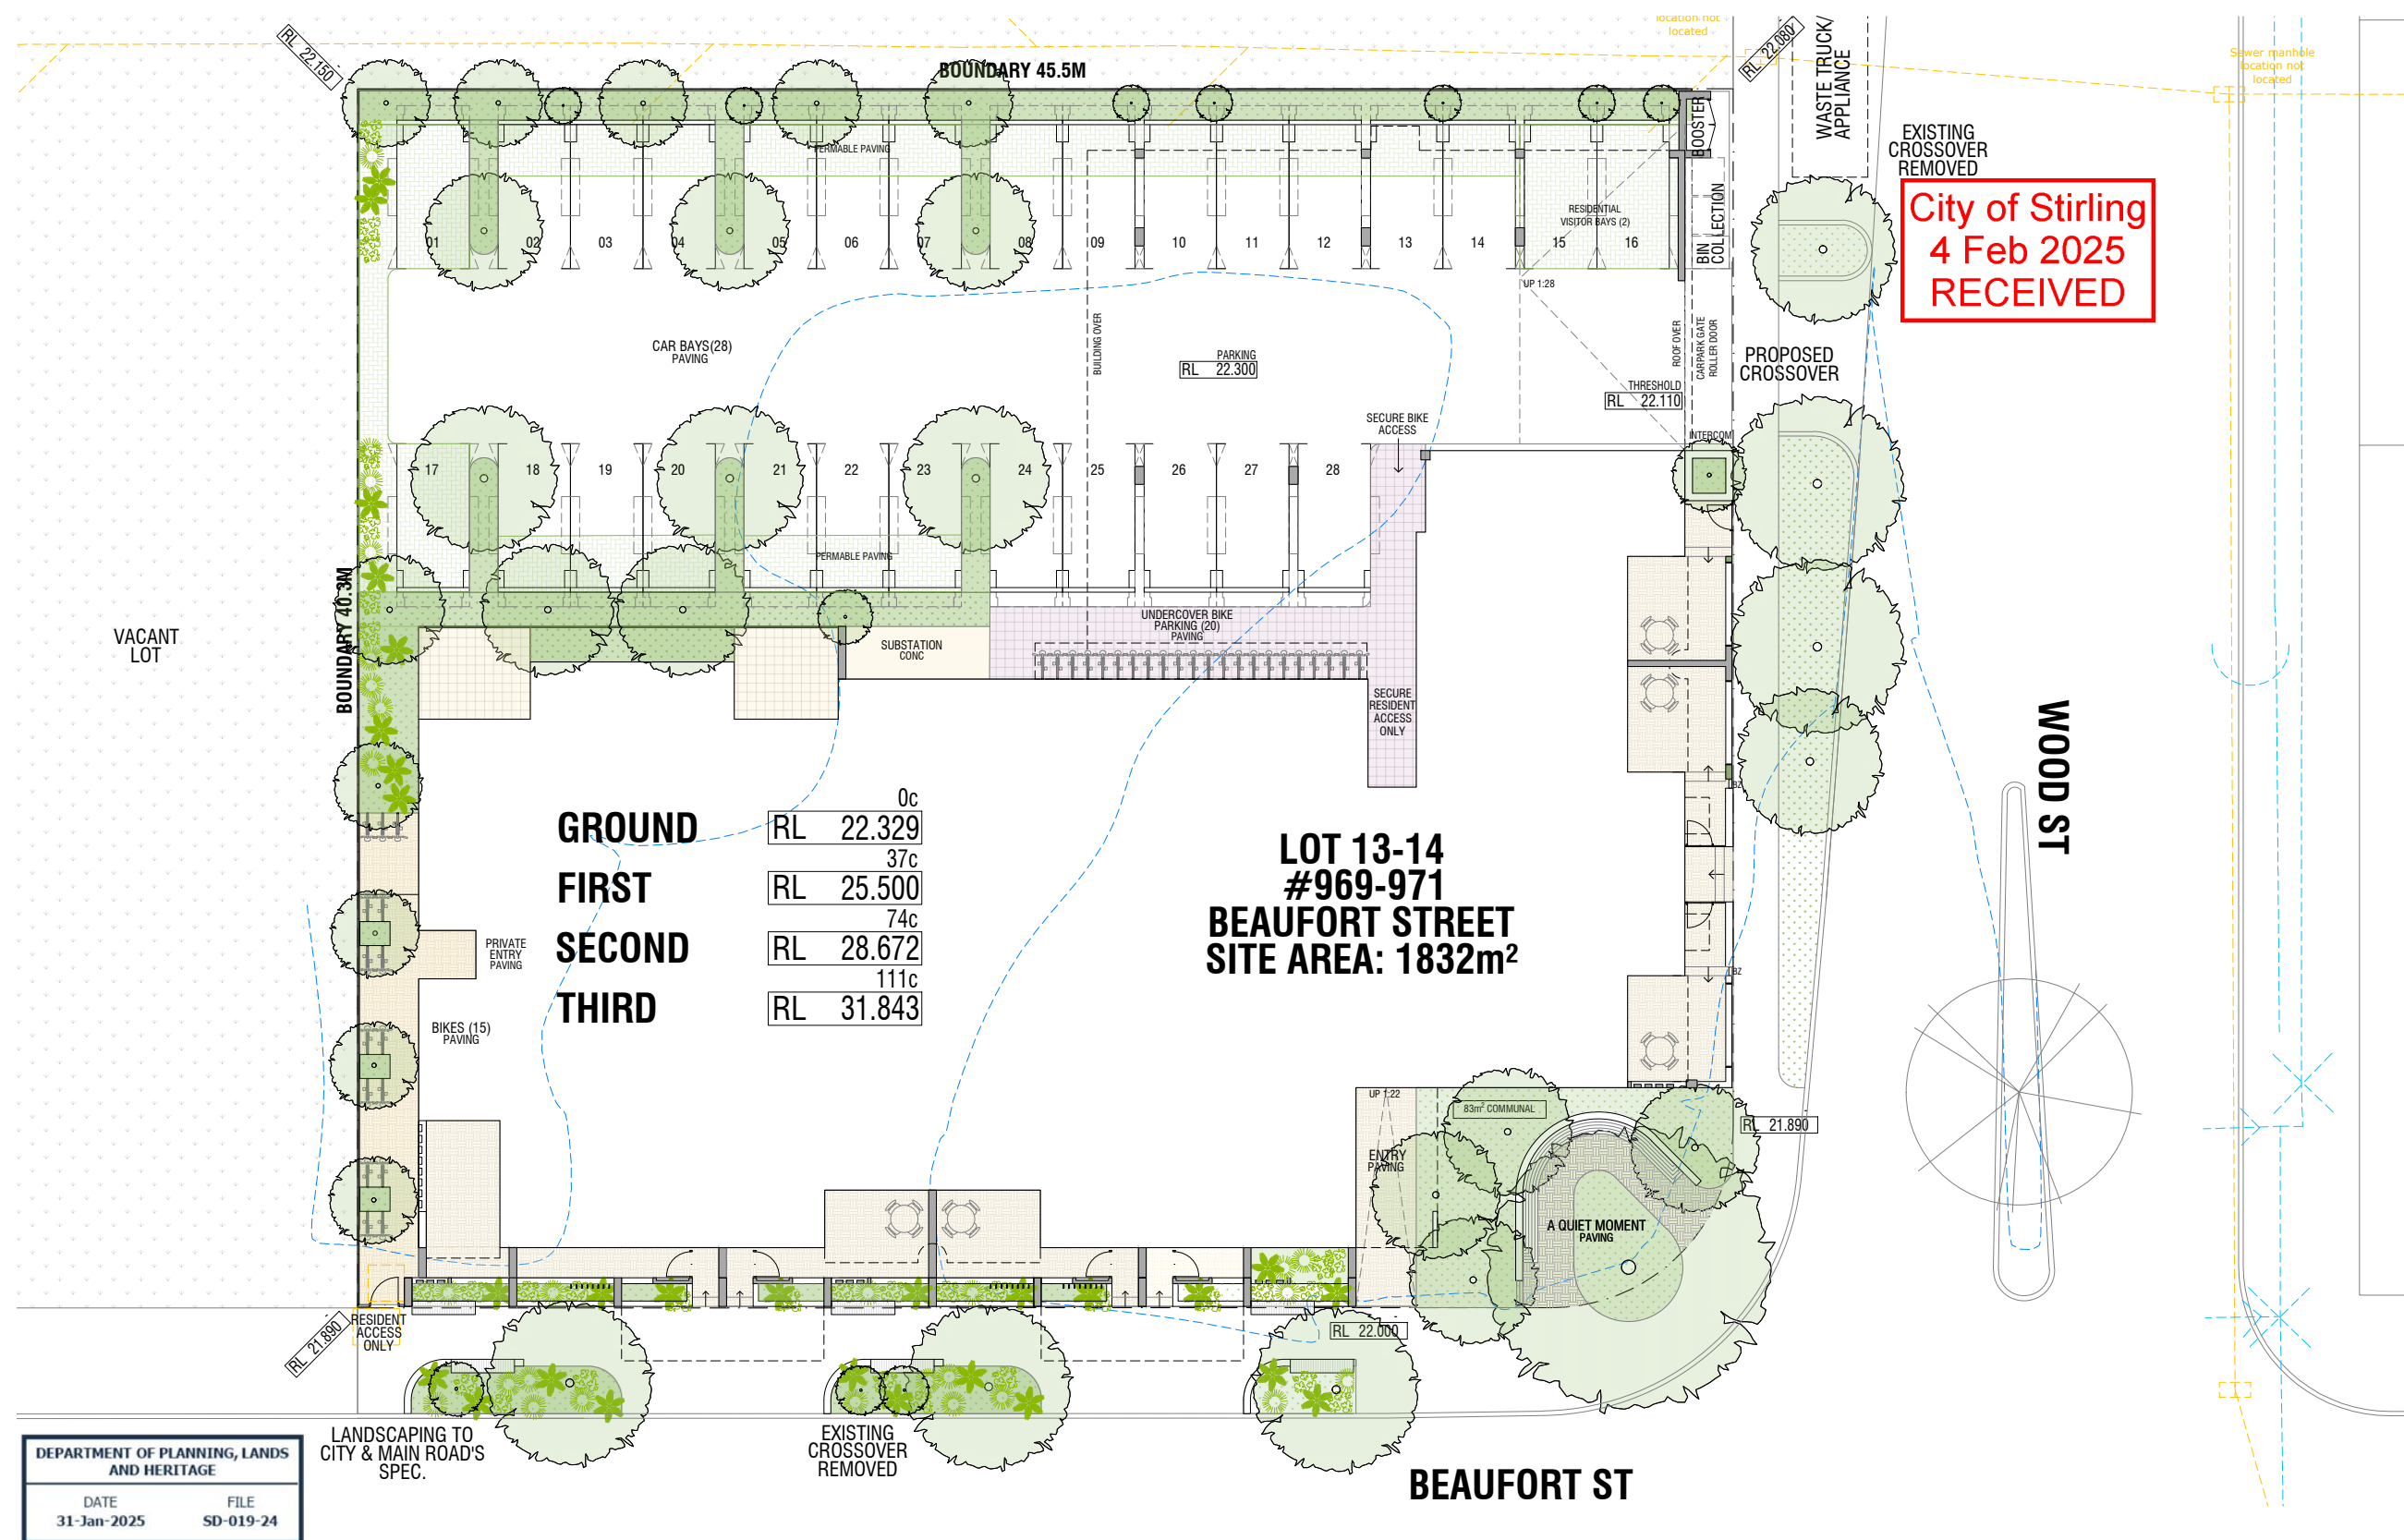 location not
located
RL 22.150
RL 22.080
WASTE TRUCK/
APPLIANCE
Sewer manhole
location not
located
BOUNDARY 45.5M
BOOSTER
EXISTING
CROSSOVER
REMOVED
City of Stirling
4 Feb 2025
RECEIVED
PERMABLE PAVING
BIN
COLLECTION
RESIDENTIAL
VISITOR BAYS (2)
01 02 03 04 05 06 07 08 09 10 11 12 13 14 15 16
UP 1:28
BUILDING OVER
ROOF OVER
CARPARK GATE
ROLLER DOOR
CAR BAYS(28)
PAVING
PARKING
RL 22.300
PROPOSED
CROSSOVER
THRESHOLD
RL 22.110
SECURE BIKE
ACCESS
INTERCOM
17 18 19 20 21 22 23 24 25 26 27 28
PERMABLE PAVING
BOUNDARY 40.3M
VACANT
LOT
UNDERCOVER BIKE
PARKING (20)
PAVING
SUBSTATION
CONC
SECURE
RESIDENT
ACCESS
ONLY
WOOD ST
BZ
GROUND
0c
RL 22.329
FIRST
37c
RL 25.500
SECOND
74c
RL 28.672
THIRD
111c
RL 31.843
LOT 13-14
#969-971
BEAUFORT STREET
SITE AREA: 1832m²
PRIVATE
ENTRY
PAVING
BZ
BIKES (15)
PAVING
UP 1:22
83m² COMMUNAL
RL 21.890
ENTRY
PAVING
A QUIET MOMENT
PAVING
RL 21.890
RESIDENT
ACCESS
ONLY
RL 22.000
LANDSCAPING TO
CITY & MAIN ROAD'S
SPEC.
EXISTING
CROSSOVER
REMOVED
BEAUFORT ST
DEPARTMENT OF PLANNING, LANDS
AND HERITAGE
DATE FILE
31-Jan-2025 SD-019-24